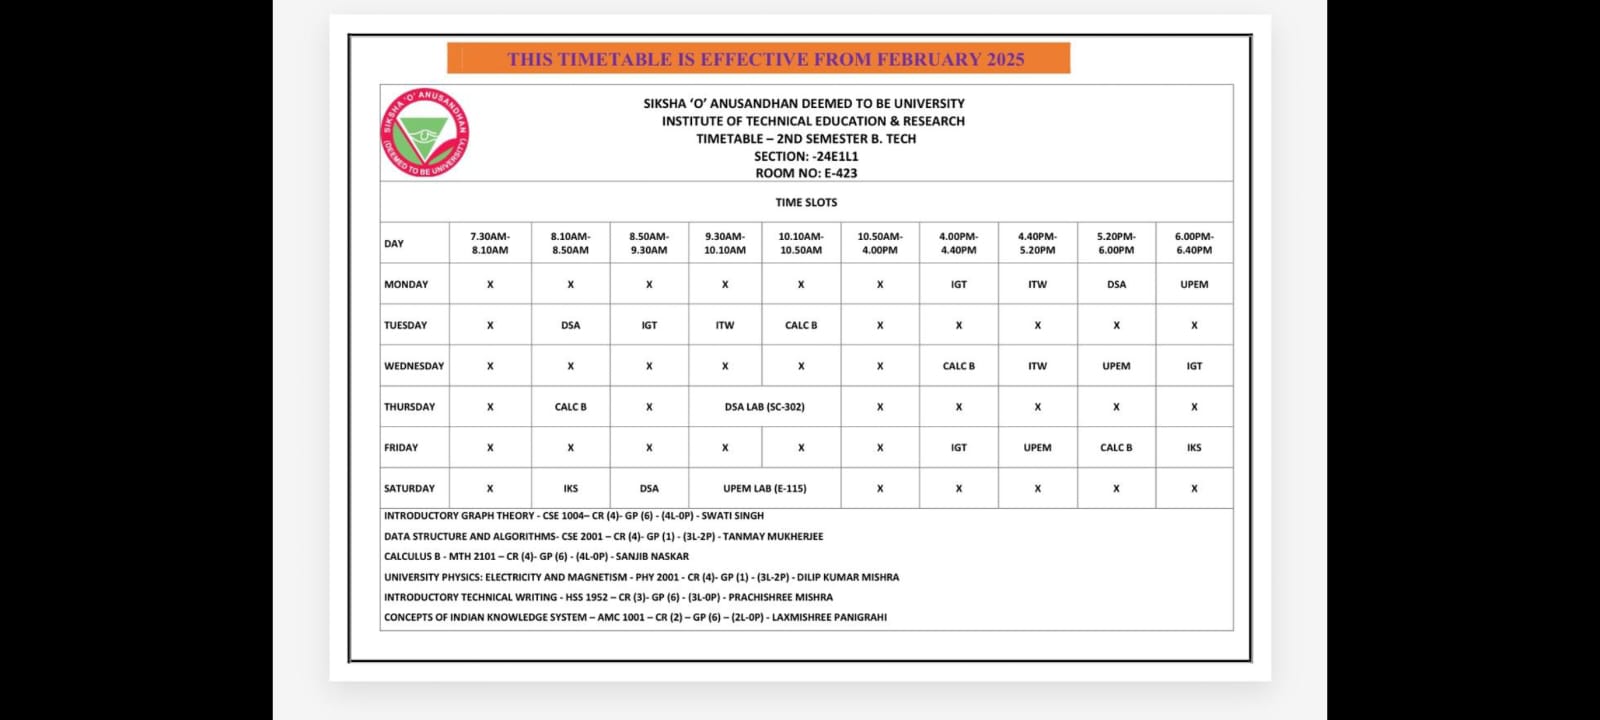 THIS TIMETABLE IS EFFECTIVE FROM FEBRUARY 2025
SIKSHA 'O' ANUSANDHAN
(DEEMED TO BE UNIVERSITY)
SIKSHA ‘O’ ANUSANDHAN DEEMED TO BE UNIVERSITY
INSTITUTE OF TECHNICAL EDUCATION & RESEARCH
TIMETABLE – 2ND SEMESTER B. TECH
SECTION: -24E1L1
ROOM NO: E-423
TIME SLOTS
DAY 7.30AM-8.10AM 8.10AM-8.50AM 8.50AM-9.30AM 9.30AM-10.10AM 10.10AM-10.50AM 10.50AM-4.00PM 4.00PM-4.40PM 4.40PM-5.20PM 5.20PM-6.00PM 6.00PM-6.40PM
MONDAY X X X X X X IGT ITW DSA UPEM
TUESDAY X DSA IGT ITW CALC B X X X X X
WEDNESDAY X X X X X X CALC B ITW UPEM IGT
THURSDAY X CALC B X DSA LAB (SC-302) X X X X X
FRIDAY X X X X X X IGT UPEM CALC B IKS
SATURDAY X IKS DSA UPEM LAB (E-115) X X X X X
INTRODUCTORY GRAPH THEORY - CSE 1004– CR (4)- GP (6) - (4L-0P) - SWATI SINGH
DATA STRUCTURE AND ALGORITHMS- CSE 2001 – CR (4)- GP (1) - (3L-2P) - TANMAY MUKHERJEE
CALCULUS B - MTH 2101 – CR (4)- GP (6) - (4L-0P) - SANJIB NASKAR
UNIVERSITY PHYSICS: ELECTRICITY AND MAGNETISM - PHY 2001 - CR (4)- GP (1) - (3L-2P) - DILIP KUMAR MISHRA
INTRODUCTORY TECHNICAL WRITING - HSS 1952 – CR (3)- GP (6) - (3L-0P) - PRACHISHREE MISHRA
CONCEPTS OF INDIAN KNOWLEDGE SYSTEM – AMC 1001 – CR (2) – GP (6) – (2L-0P) - LAXMISHREE PANIGRAHI